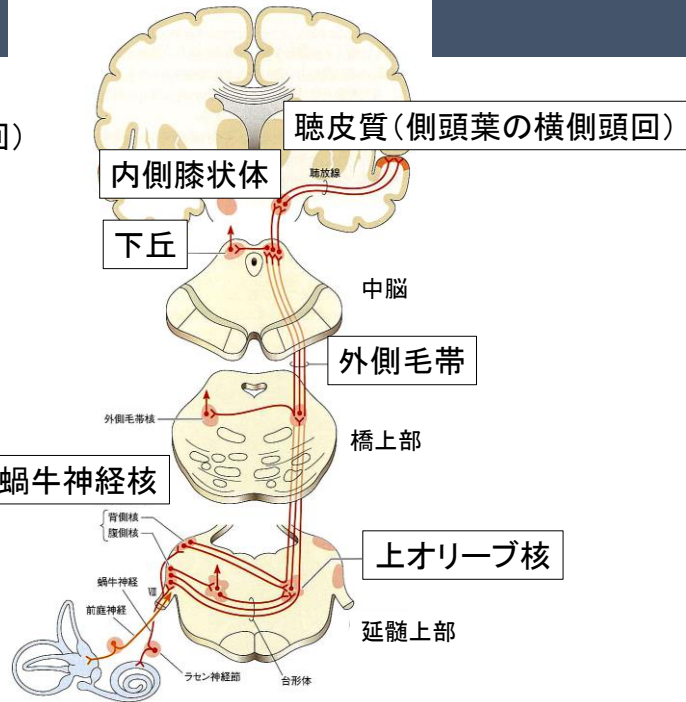 回)
聴皮質(側頭葉の横側頭回)
内側膝状体
聴放線
下丘
中脳
外側毛帯
外側毛帯核
橋上部
蝸牛神経核
背側核
腹側核
上オリーブ核
蝸牛神経
VIII
前庭神経
延髄上部
ラセン神経節
台形体